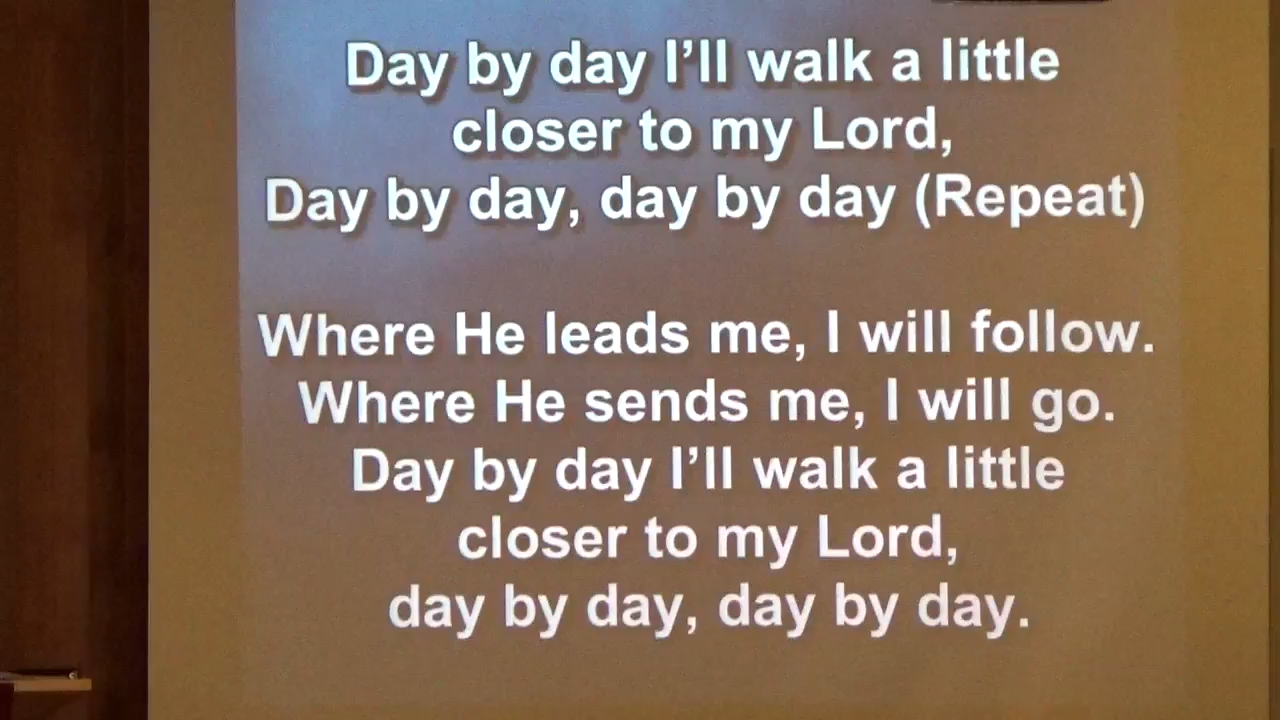 Day by day I’ll walk a little
closer to my Lord,
Day by day, day by day (Repeat)
Where He leads me, I will follow.
Where He sends me, I will go.
Day by day I’ll walk a little
closer to my Lord,
day by day, day by day.